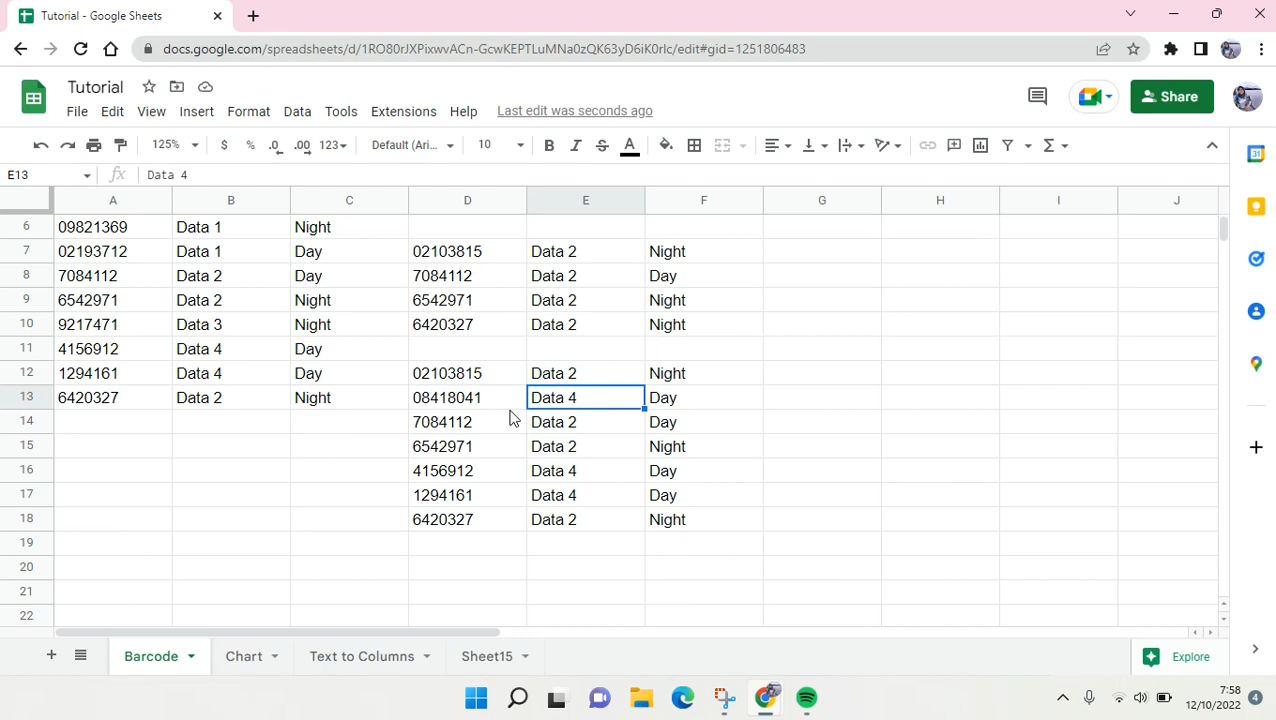 Tutorial - Google Sheets
docs.google.com/spreadsheets/d/1RO80rJXPixwvACn-GcwKEPTLuMNa0zQK63yD6iK0rIc/edit#gid=1251806483
Tutorial
File Edit View Insert Format Data Tools Extensions Help Last edit was seconds ago
Share
125% $ % .0 .00 123 Default (Ari... 10 B I S A
E13 fx Data 4
A B C D E F G H I J
6 09821369 Data 1 Night
7 02193712 Data 1 Day 02103815 Data 2 Night
8 7084112 Data 2 Day 7084112 Data 2 Day
9 6542971 Data 2 Night 6542971 Data 2 Night
10 9217471 Data 3 Night 6420327 Data 2 Night
11 4156912 Data 4 Day
12 1294161 Data 4 Day 02103815 Data 2 Night
13 6420327 Data 2 Night 08418041 Data 4 Day
14 7084112 Data 2 Day
15 6542971 Data 2 Night
16 4156912 Data 4 Day
17 1294161 Data 4 Day
18 6420327 Data 2 Night
19
20
21
22
Barcode Chart Text to Columns Sheet15 Explore
7:58
12/10/2022 4